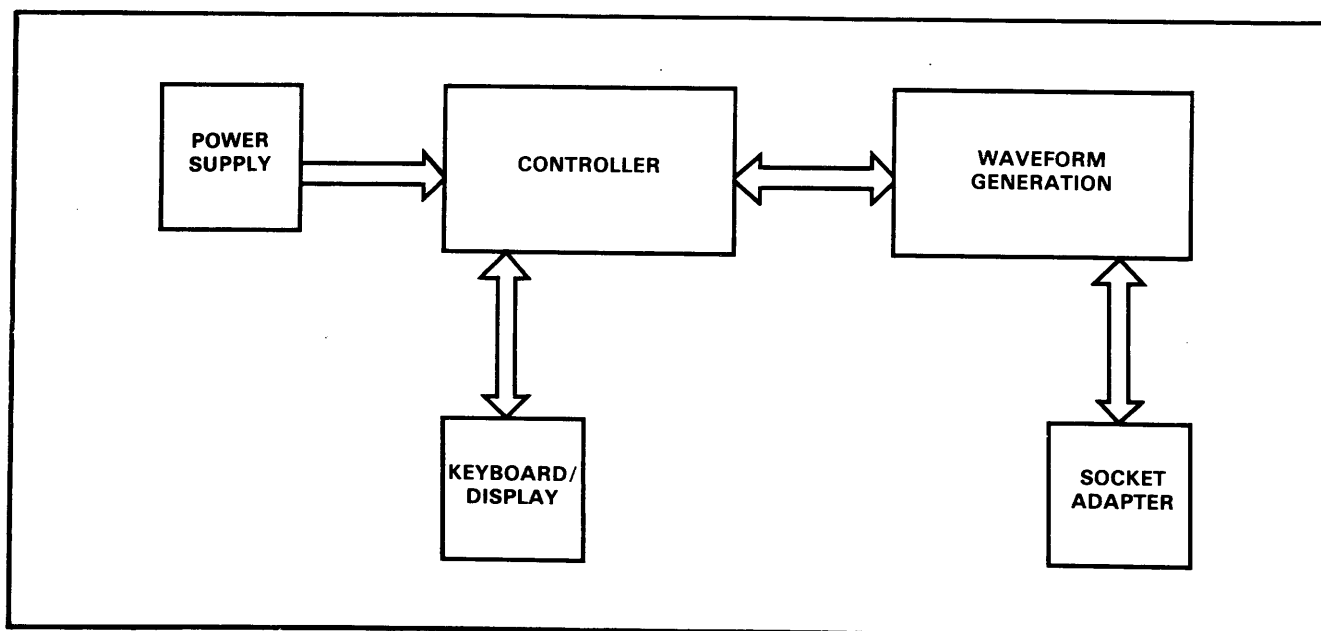 POWER
SUPPLY
CONTROLLER
WAVEFORM
GENERATION
KEYBOARD/
DISPLAY
SOCKET
ADAPTER